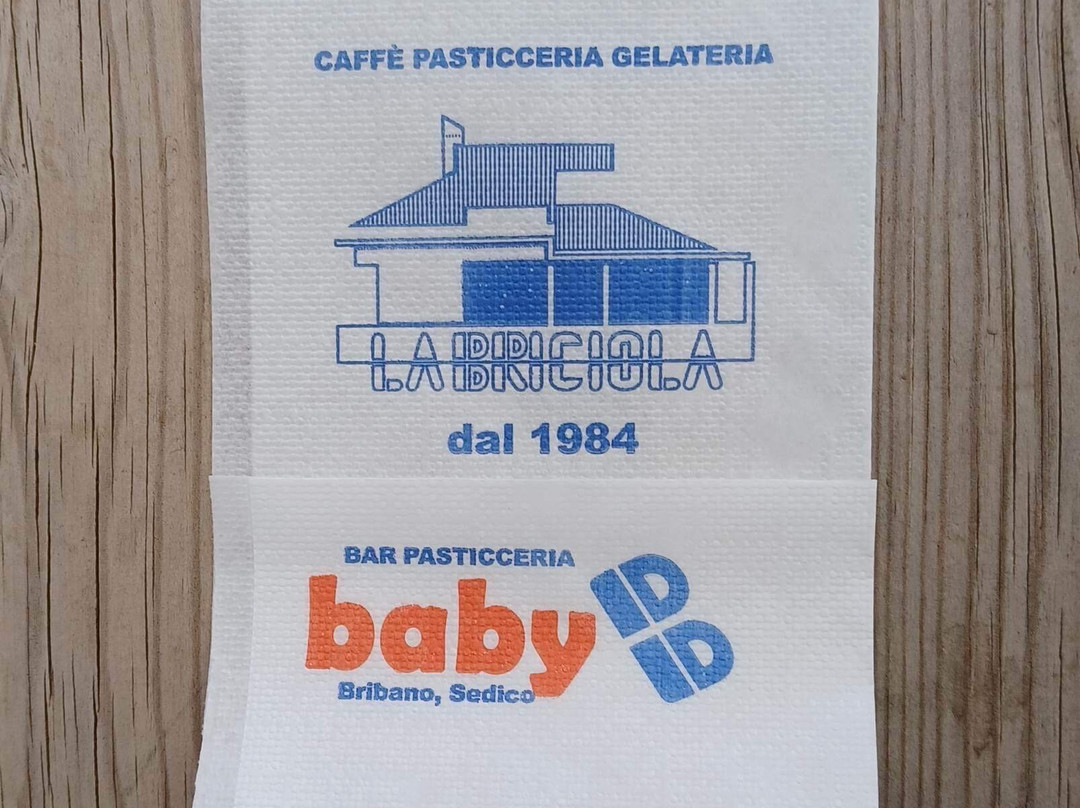 CAFFÈ PASTICCERIA GELATERIA
LA BRICIOLA
dal 1984
BAR PASTICCERIA
baby
Bribano, Sedico